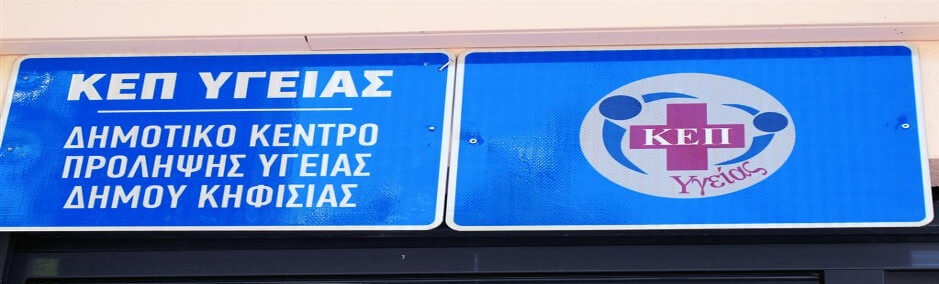 ΚΕΠ ΥΓΕΙΑΣ
ΔΗΜΟΤΙΚΟ ΚΕΝΤΡΟ
ΠΡΟΛΗΨΗΣ ΥΓΕΙΑΣ
ΔΗΜΟΥ ΚΗΦΙΣΙΑΣ
ΚΕΠ
Υγείας